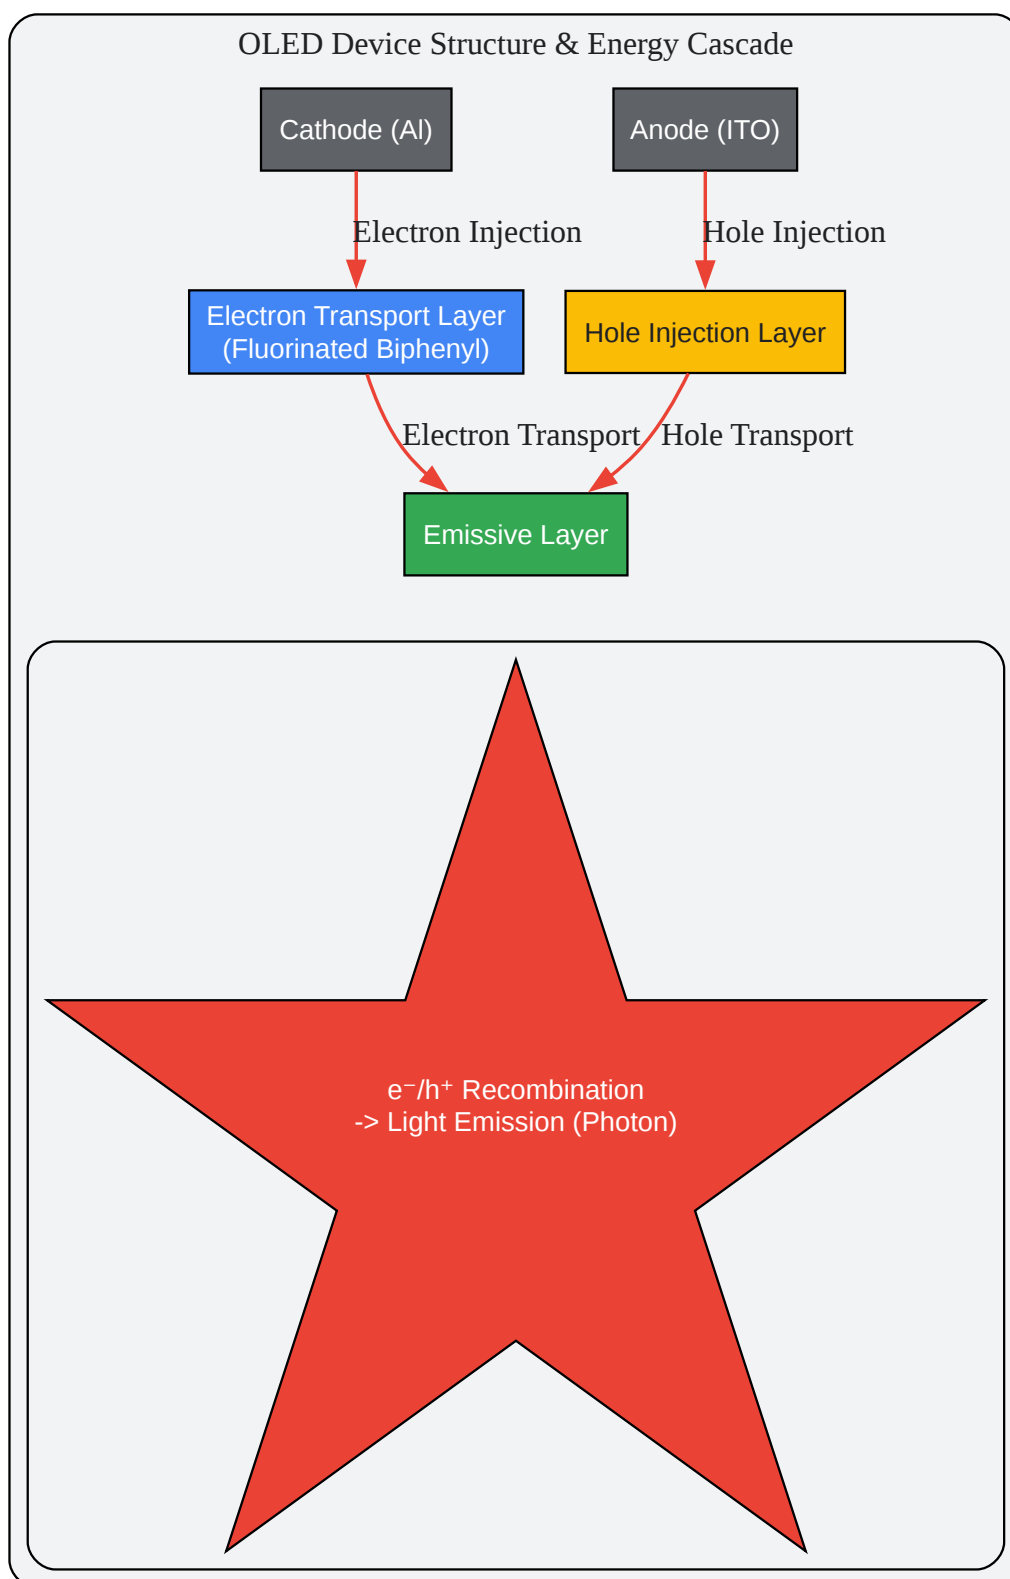 OLED Device Structure & Energy Cascade
Cathode (Al)
Anode (ITO)
Electron Injection
Hole Injection
Electron Transport Layer
(Fluorinated Biphenyl)
Hole Injection Layer
Electron Transport
Hole Transport
Emissive Layer
e⁻/h⁺ Recombination
-> Light Emission (Photon)